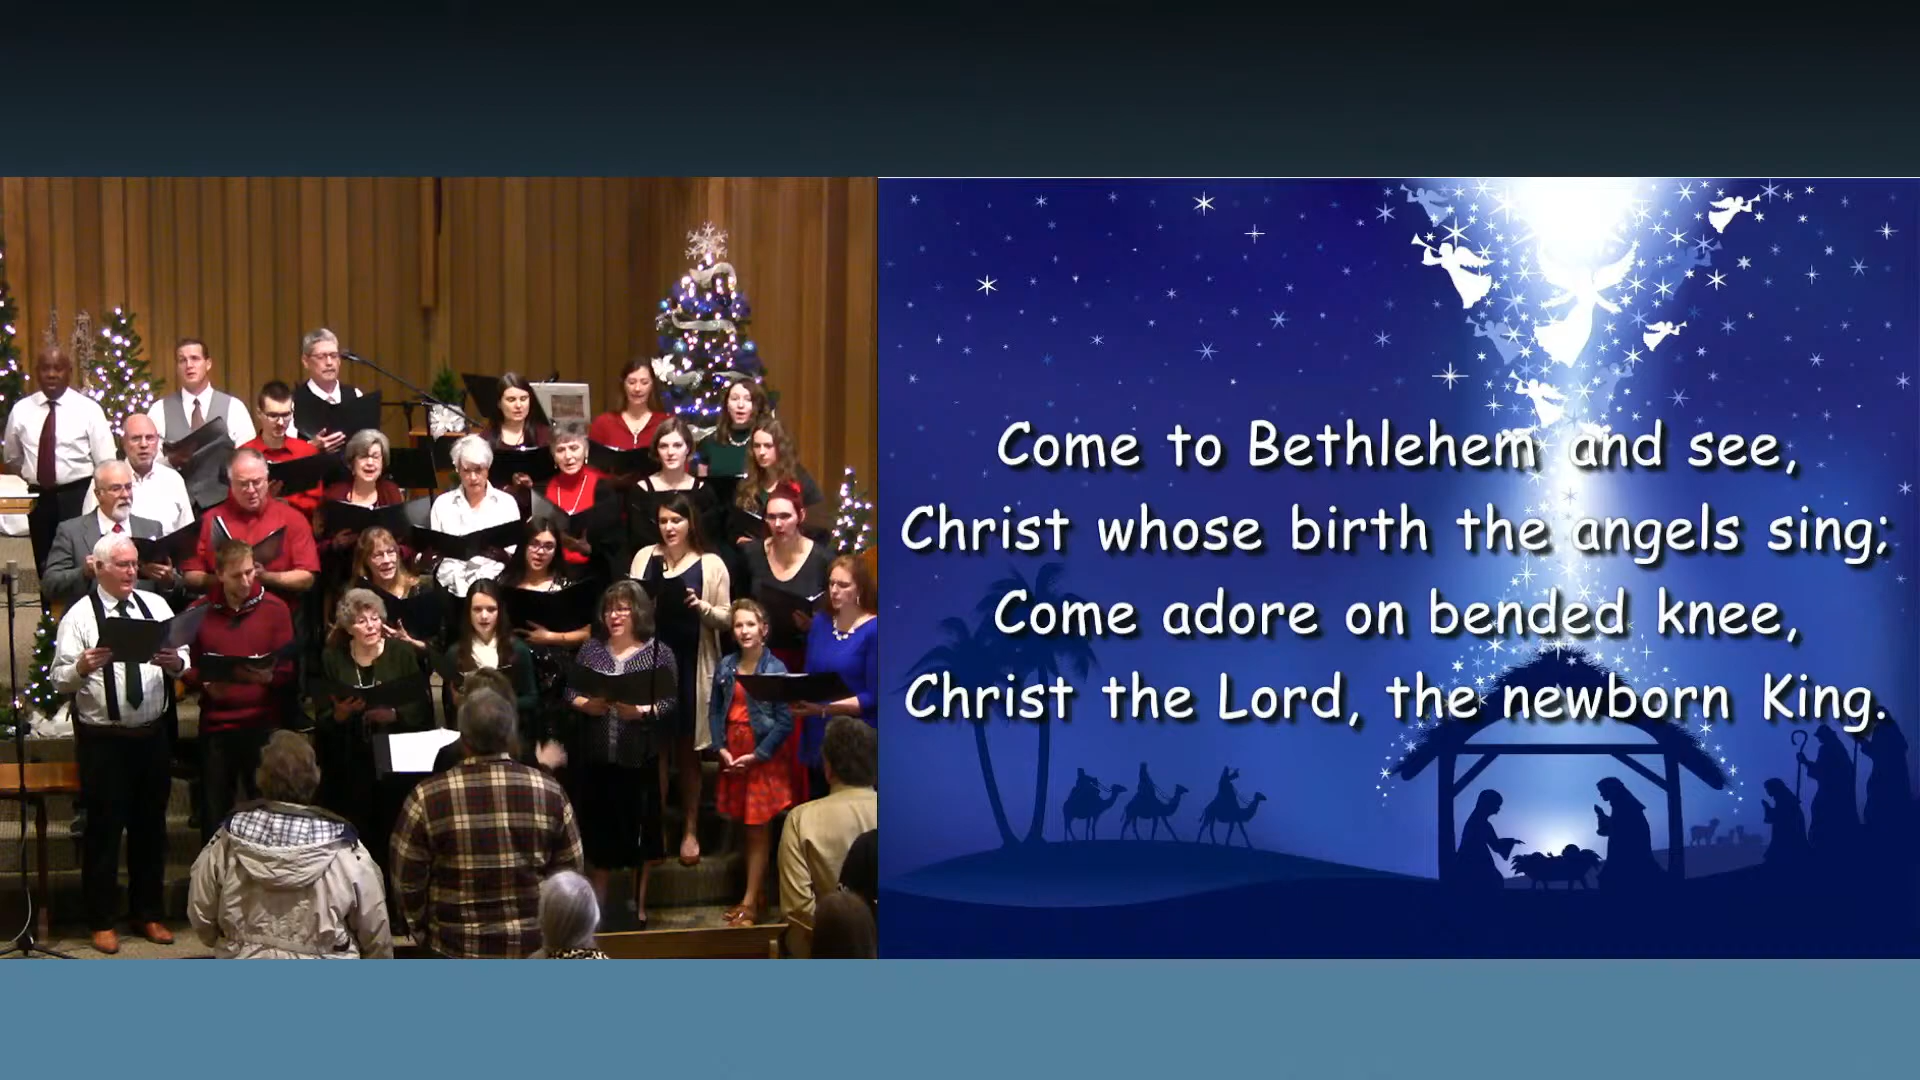 Come to Bethlehem and see,
Christ whose birth the angels sing;
Come adore on bended knee,
Christ the Lord, the newborn King.